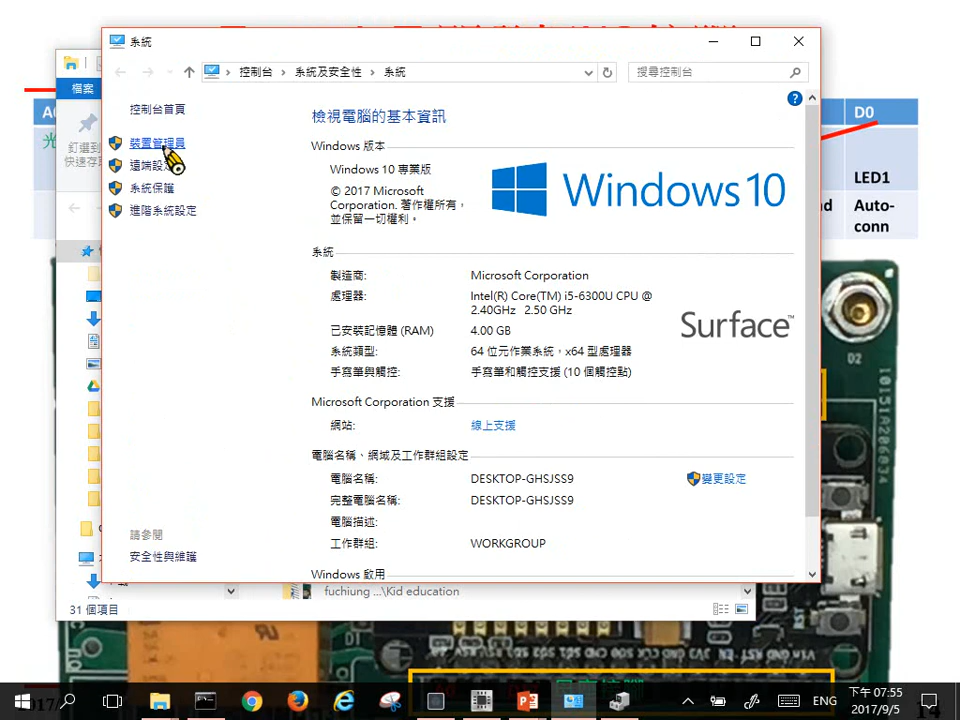 系統
檔案
控制台 › 系統及安全性 › 系統
搜尋控制台
控制台首頁
裝置管理員
遠端設定
系統保護
進階系統設定
請參閱
安全性與維護
檢視電腦的基本資訊
Windows 版本
Windows 10 專業版
© 2017 Microsoft
Corporation. 著作權所有，
並保留一切權利。
Windows 10
系統
製造商: Microsoft Corporation
處理器: Intel(R) Core(TM) i5-6300U CPU @
2.40GHz 2.50 GHz
已安裝記憶體 (RAM) 4.00 GB
系統類型: 64 位元作業系統，x64 型處理器
手寫筆與觸控: 手寫筆和觸控支援 (10 個觸控點)
Surface™
Microsoft Corporation 支援
網站: 線上支援
電腦名稱、網域及工作群組設定
電腦名稱: DESKTOP-GHSJSS9
完整電腦名稱: DESKTOP-GHSJSS9
電腦描述:
工作群組: WORKGROUP
變更設定
Windows 啟用
fuchiung ...\Kid education
31 個項目
D0
LED1
Auto-
conn
D2
10151A206834
D1
ENG
下午 07:55
2017/9/5